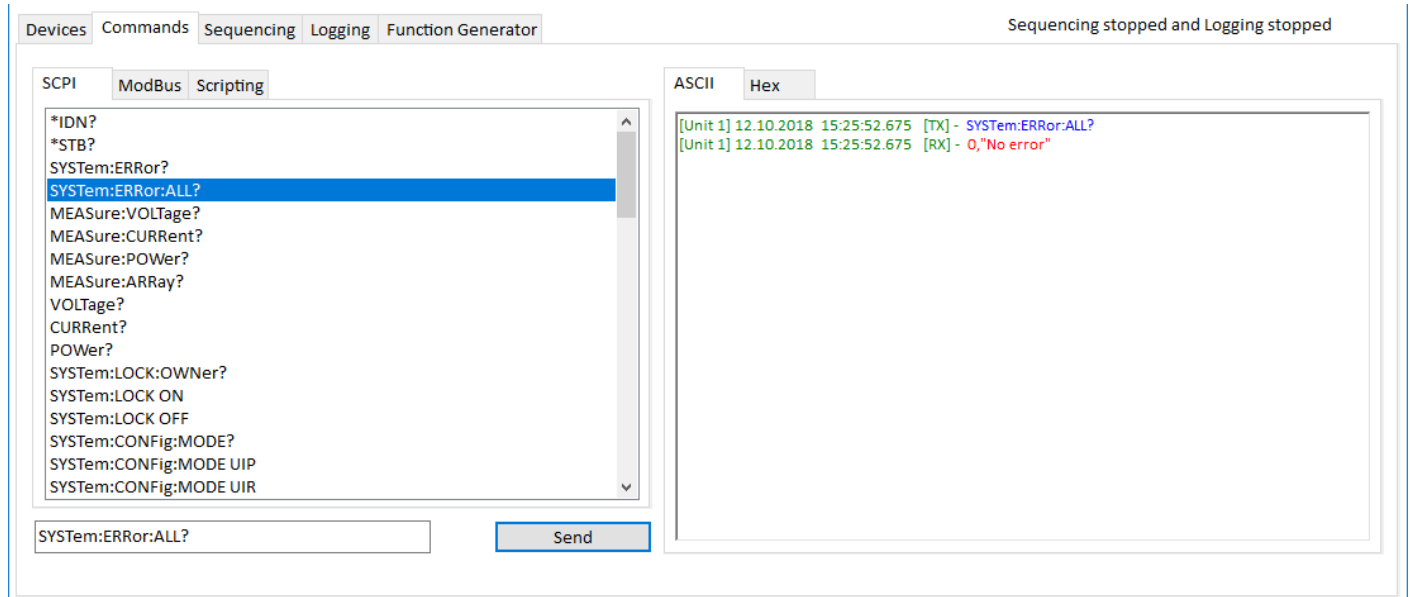 Devices Commands Sequencing Logging Function Generator Sequencing stopped and Logging stopped
SCPI ModBus Scripting
*IDN?
*STB?
SYSTem:ERRor?
SYSTem:ERRor:ALL?
MEASure:VOLTage?
MEASure:CURRent?
MEASure:POWer?
MEASure:ARRay?
VOLTage?
CURRent?
POWer?
SYSTem:LOCK:OWNer?
SYSTem:LOCK ON
SYSTem:LOCK OFF
SYSTem:CONFig:MODE?
SYSTem:CONFig:MODE UIP
SYSTem:CONFig:MODE UIR
SYSTem:ERRor:ALL? Send
ASCII Hex
[Unit 1] 12.10.2018 15:25:52.675 [TX] - SYSTem:ERRor:ALL?
[Unit 1] 12.10.2018 15:25:52.675 [RX] - 0,"No error"